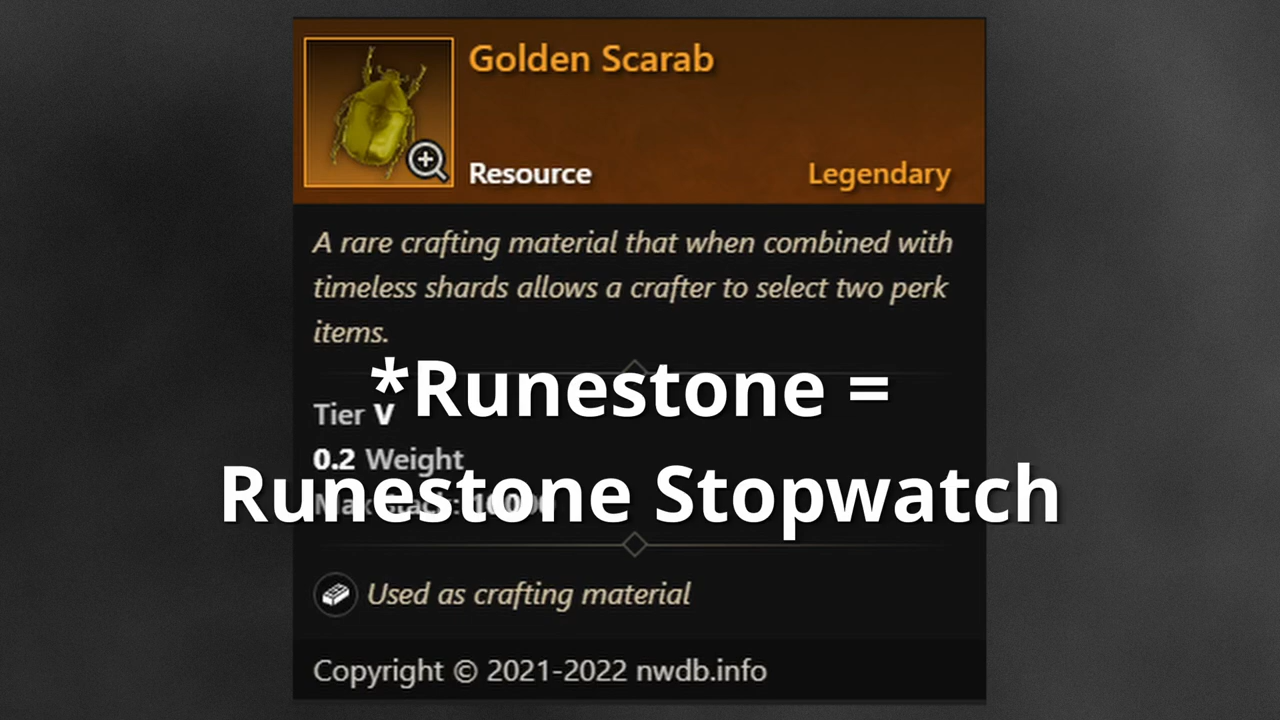 Golden Scarab
Resource
Legendary
A rare crafting material that when combined with
timeless shards allows a crafter to select two perk
items.
*Runestone =
Tier V
0.2 Weight
Runestone Stopwatch
Used as crafting material
Copyright © 2021-2022 nwdb.info